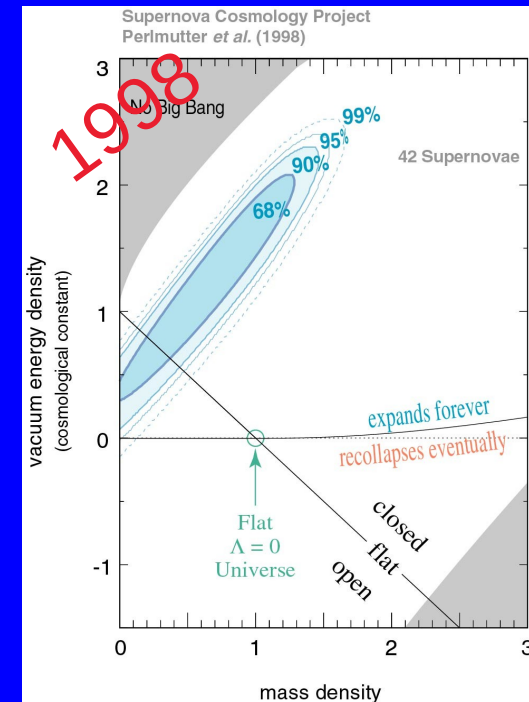 Supernova Cosmology Project
Perlmutter et al. (1998)
1998
No Big Bang
42 Supernovae
99%
95%
90%
68%
3
2
1
0
-1
vacuum energy density
(cosmological constant)
expands forever
recollapses eventually
Flat
Λ = 0
Universe
closed
flat
open
0
1
2
3
mass density